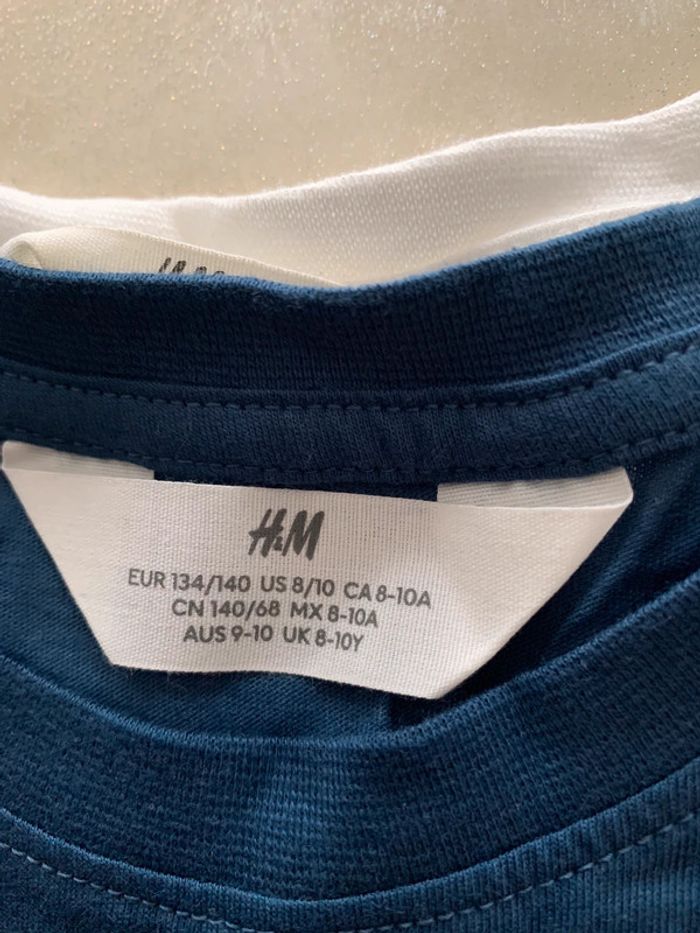 H&M
EUR 134/140 US 8/10 CA 8-10A
CN 140/68 MX 8-10A
AUS 9-10 UK 8-10Y